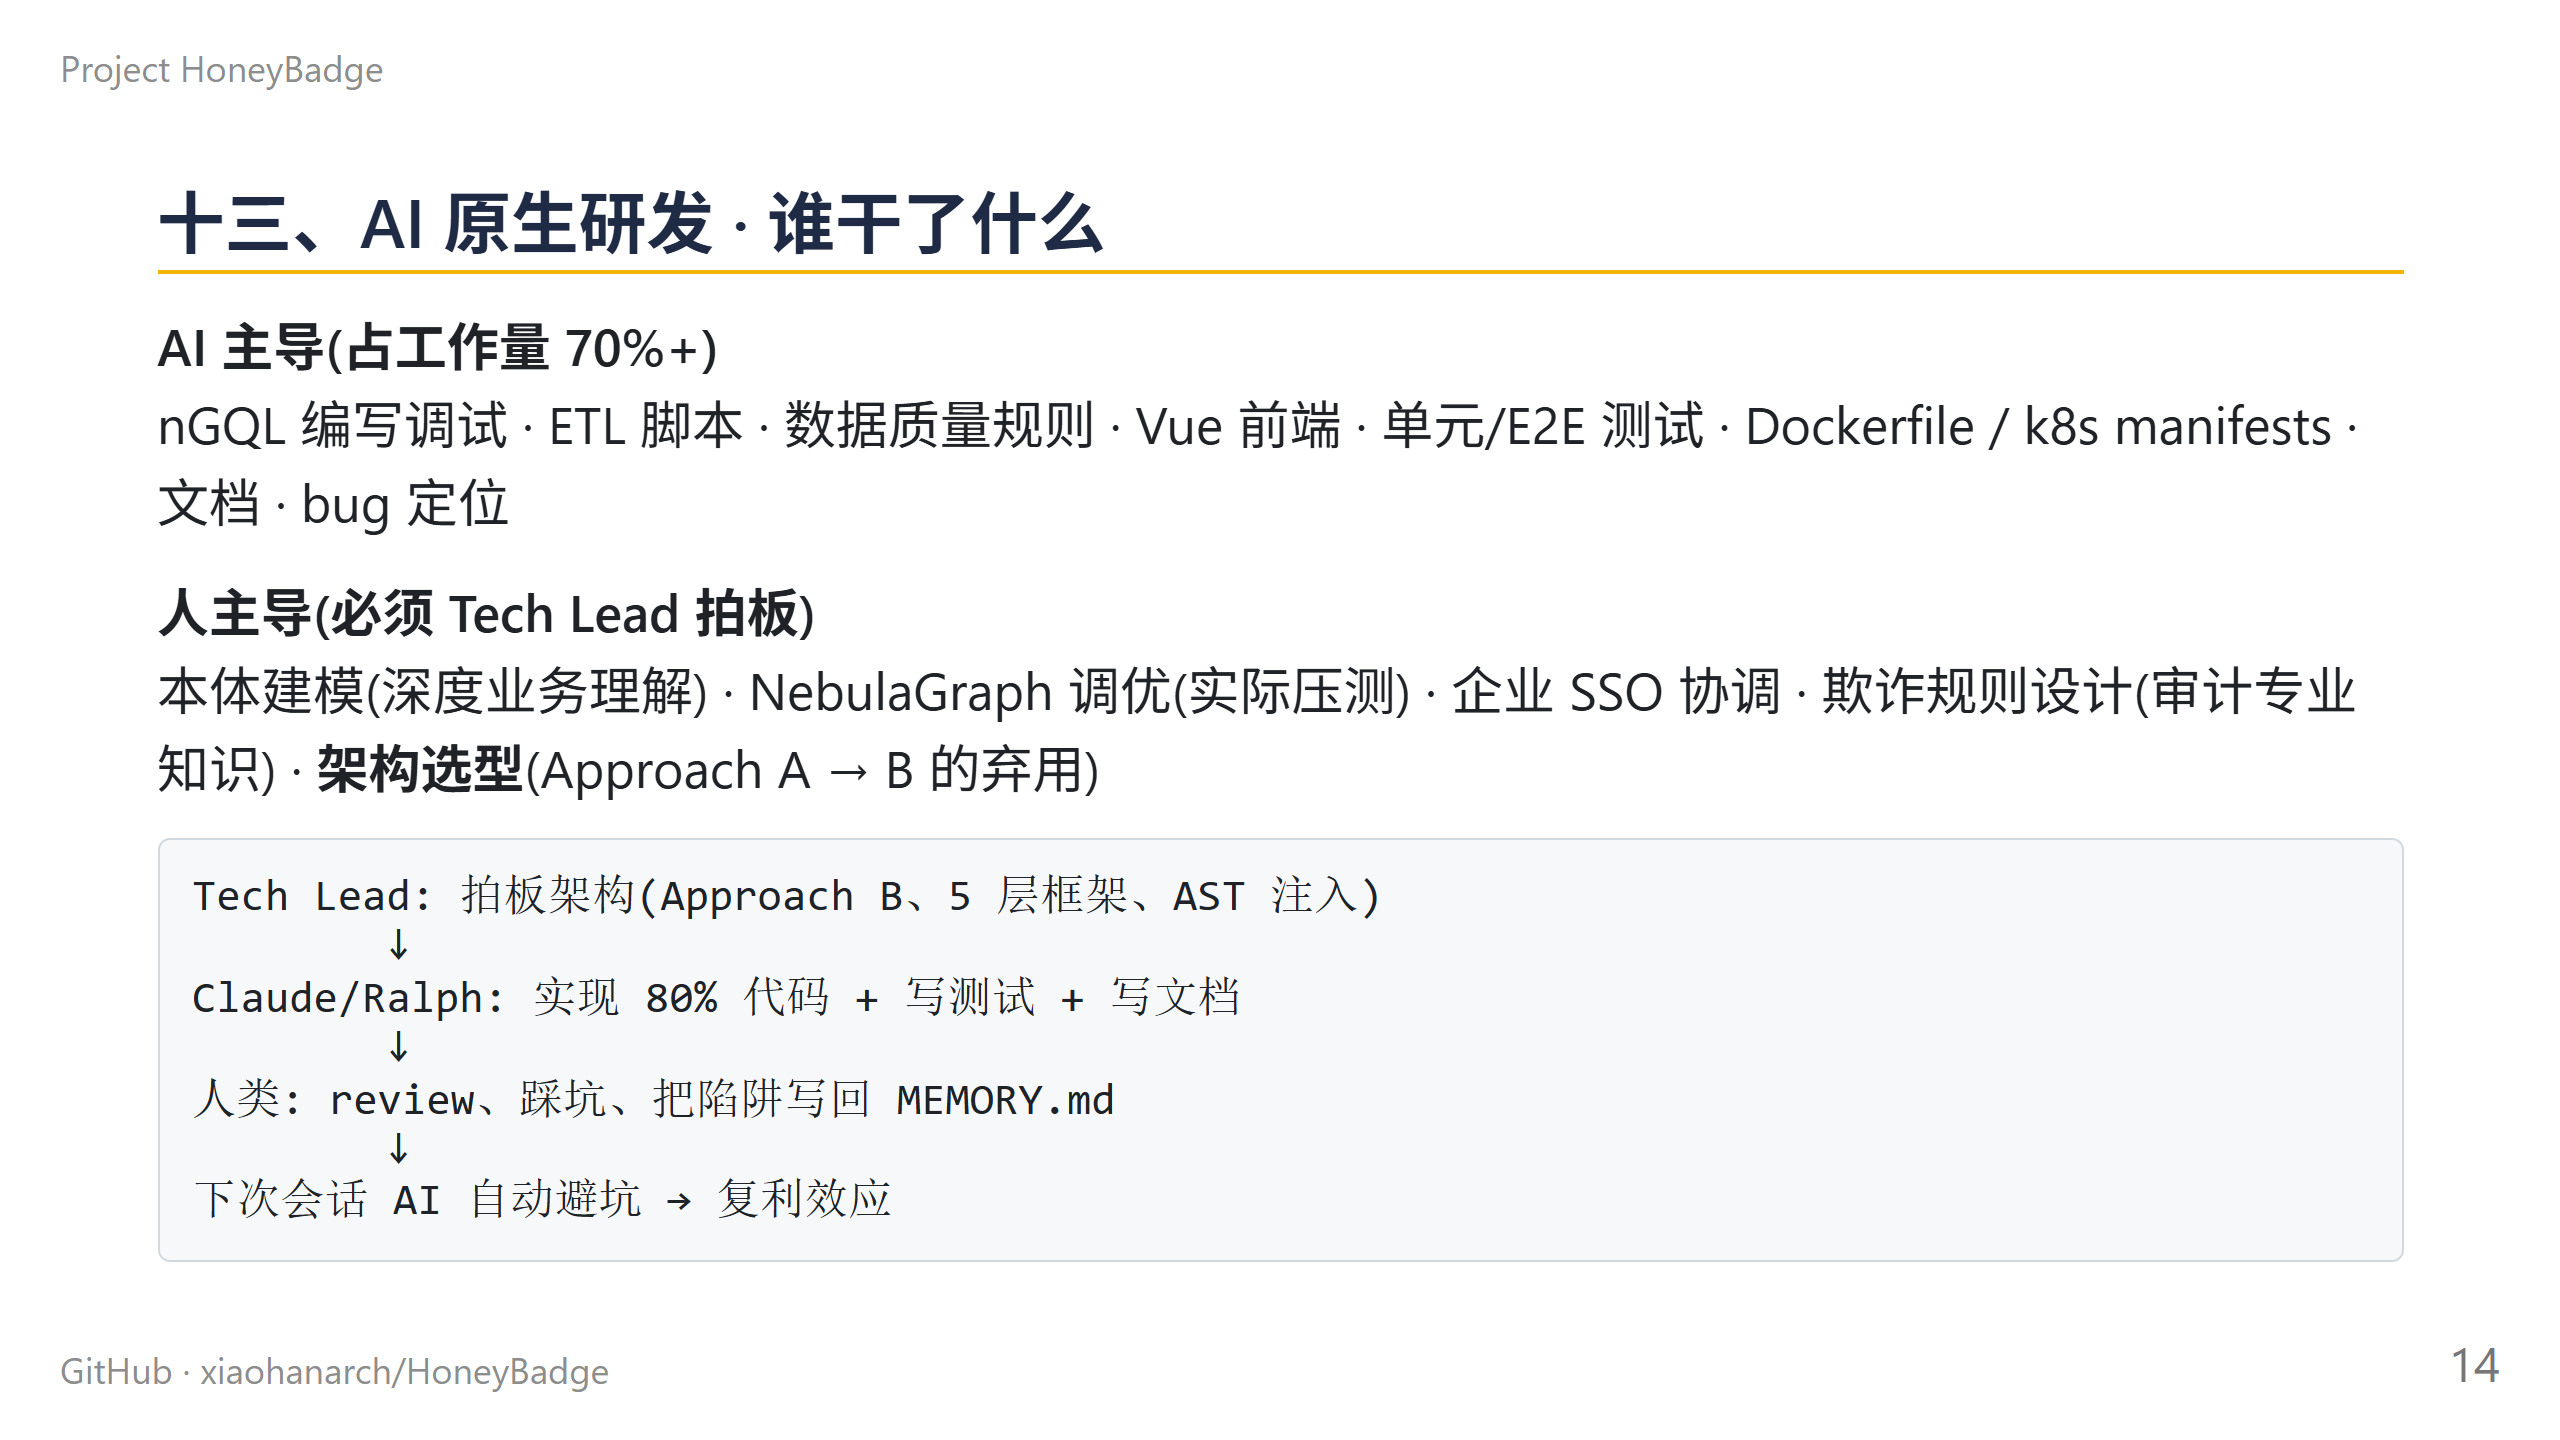 Project HoneyBadge
十三、AI 原生研发 · 谁干了什么
AI 主导(占工作量 70%+)
nGQL 编写调试 · ETL 脚本 · 数据质量规则 · Vue 前端 · 单元/E2E 测试 · Dockerfile / k8s manifests ·
文档 · bug 定位
人主导(必须 Tech Lead 拍板)
本体建模(深度业务理解) · NebulaGraph 调优(实际压测) · 企业 SSO 协调 · 欺诈规则设计(审计专业
知识) · 架构选型(Approach A → B 的弃用)
Tech Lead: 拍板架构(Approach B、5 层框架、AST 注入)
↓
Claude/Ralph: 实现 80% 代码 + 写测试 + 写文档
↓
人类: review、踩坑、把陷阱写回 MEMORY.md
↓
下次会话 AI 自动避坑 → 复利效应
GitHub · xiaohanarch/HoneyBadge
14